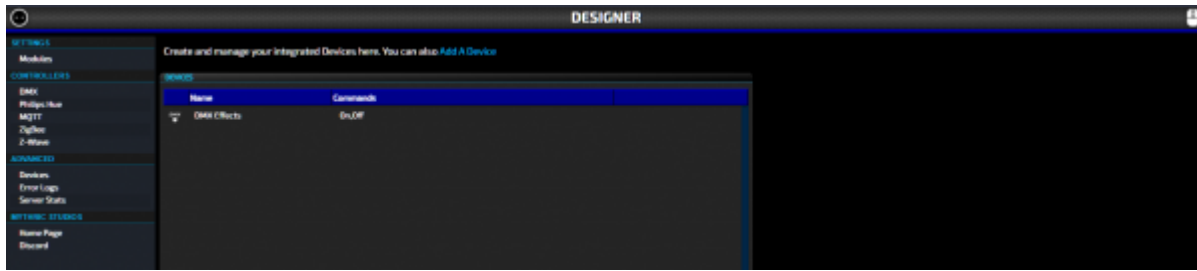 DESIGNER
SETTINGS
Modules
CONTROLLERS
DMX
Philips Hue
MQTT
ZigBee
Z-Wave
ADVANCED
Devices
Error Logs
Server Stats
MYTHIC STUDIOS
Home Page
Discord
Create and manage your integrated Devices here. You can also Add A Device
DEVICES
Name Commands
DMX Effects On,Off